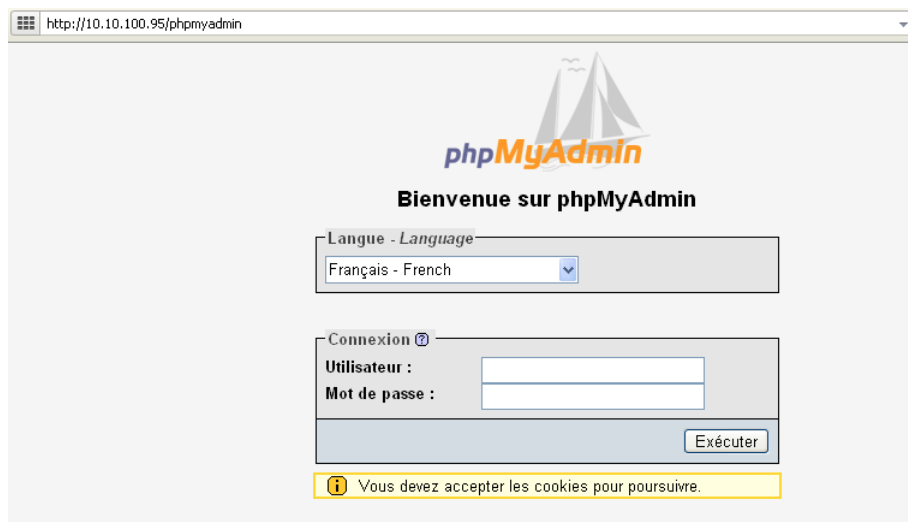 http://10.10.100.95/phpmyadmin
phpMyAdmin
Bienvenue sur phpMyAdmin
Langue - Language
Français - French
Connexion ?
Utilisateur :
Mot de passe :
Exécuter
i Vous devez accepter les cookies pour poursuivre.